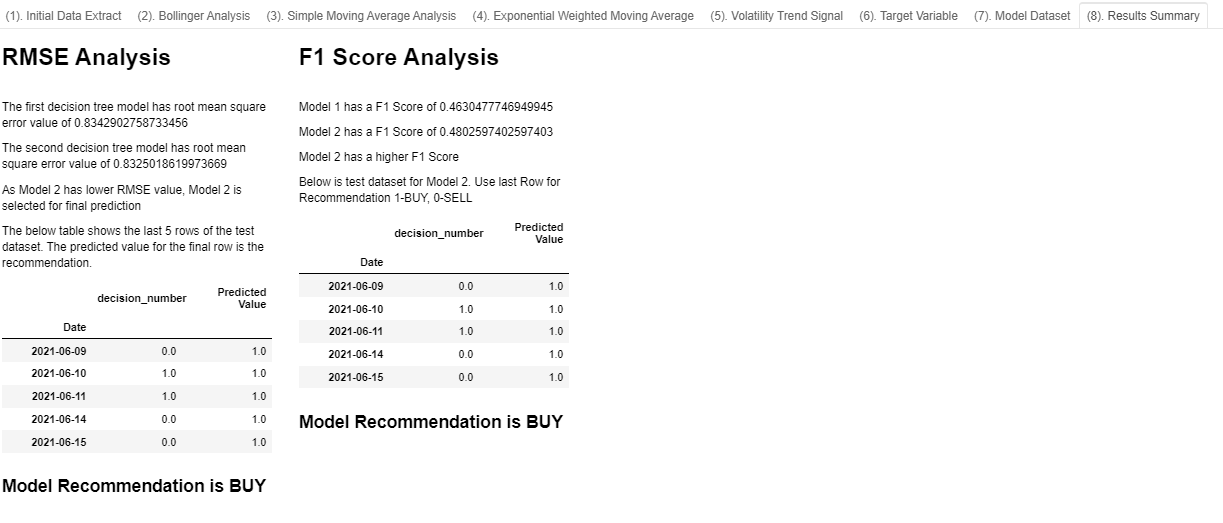 (1). Initial Data Extract (2). Bollinger Analysis (3). Simple Moving Average Analysis (4). Exponential Weighted Moving Average (5). Volatility Trend Signal (6). Target Variable (7). Model Dataset (8). Results Summary
RMSE Analysis
The first decision tree model has root mean square
error value of 0.8342902758733456
The second decision tree model has root mean
square error value of 0.8325018619973669
As Model 2 has lower RMSE value, Model 2 is
selected for final prediction
The below table shows the last 5 rows of the test
dataset. The predicted value for the final row is the
recommendation.
decision_number Predicted
Value
Date
2021-06-09 0.0 1.0
2021-06-10 1.0 1.0
2021-06-11 1.0 1.0
2021-06-14 0.0 1.0
2021-06-15 0.0 1.0
Model Recommendation is BUY
F1 Score Analysis
Model 1 has a F1 Score of 0.4630477746949945
Model 2 has a F1 Score of 0.4802597402597403
Model 2 has a higher F1 Score
Below is test dataset for Model 2. Use last Row for
Recommendation 1-BUY, 0-SELL
decision_number Predicted
Value
Date
2021-06-09 0.0 1.0
2021-06-10 1.0 1.0
2021-06-11 1.0 1.0
2021-06-14 0.0 1.0
2021-06-15 0.0 1.0
Model Recommendation is BUY